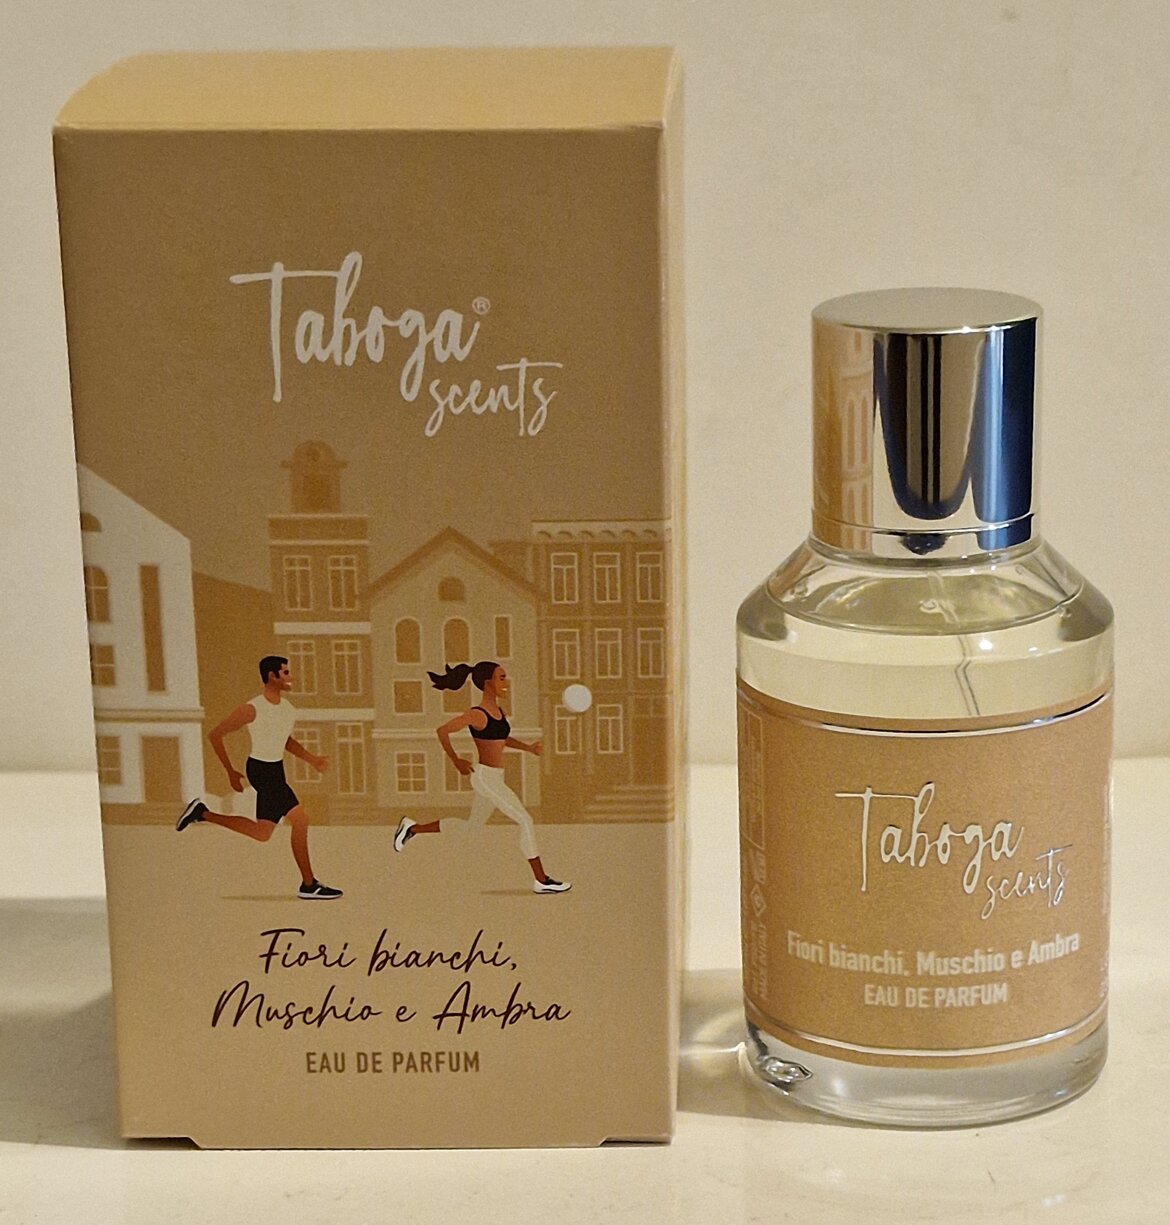 Taboga®
scents
Fiori bianchi,
Muschio e Ambra
EAU DE PARFUM
Taboga
scents
Fiori bianchi, Muschio e Ambra
EAU DE PARFUM